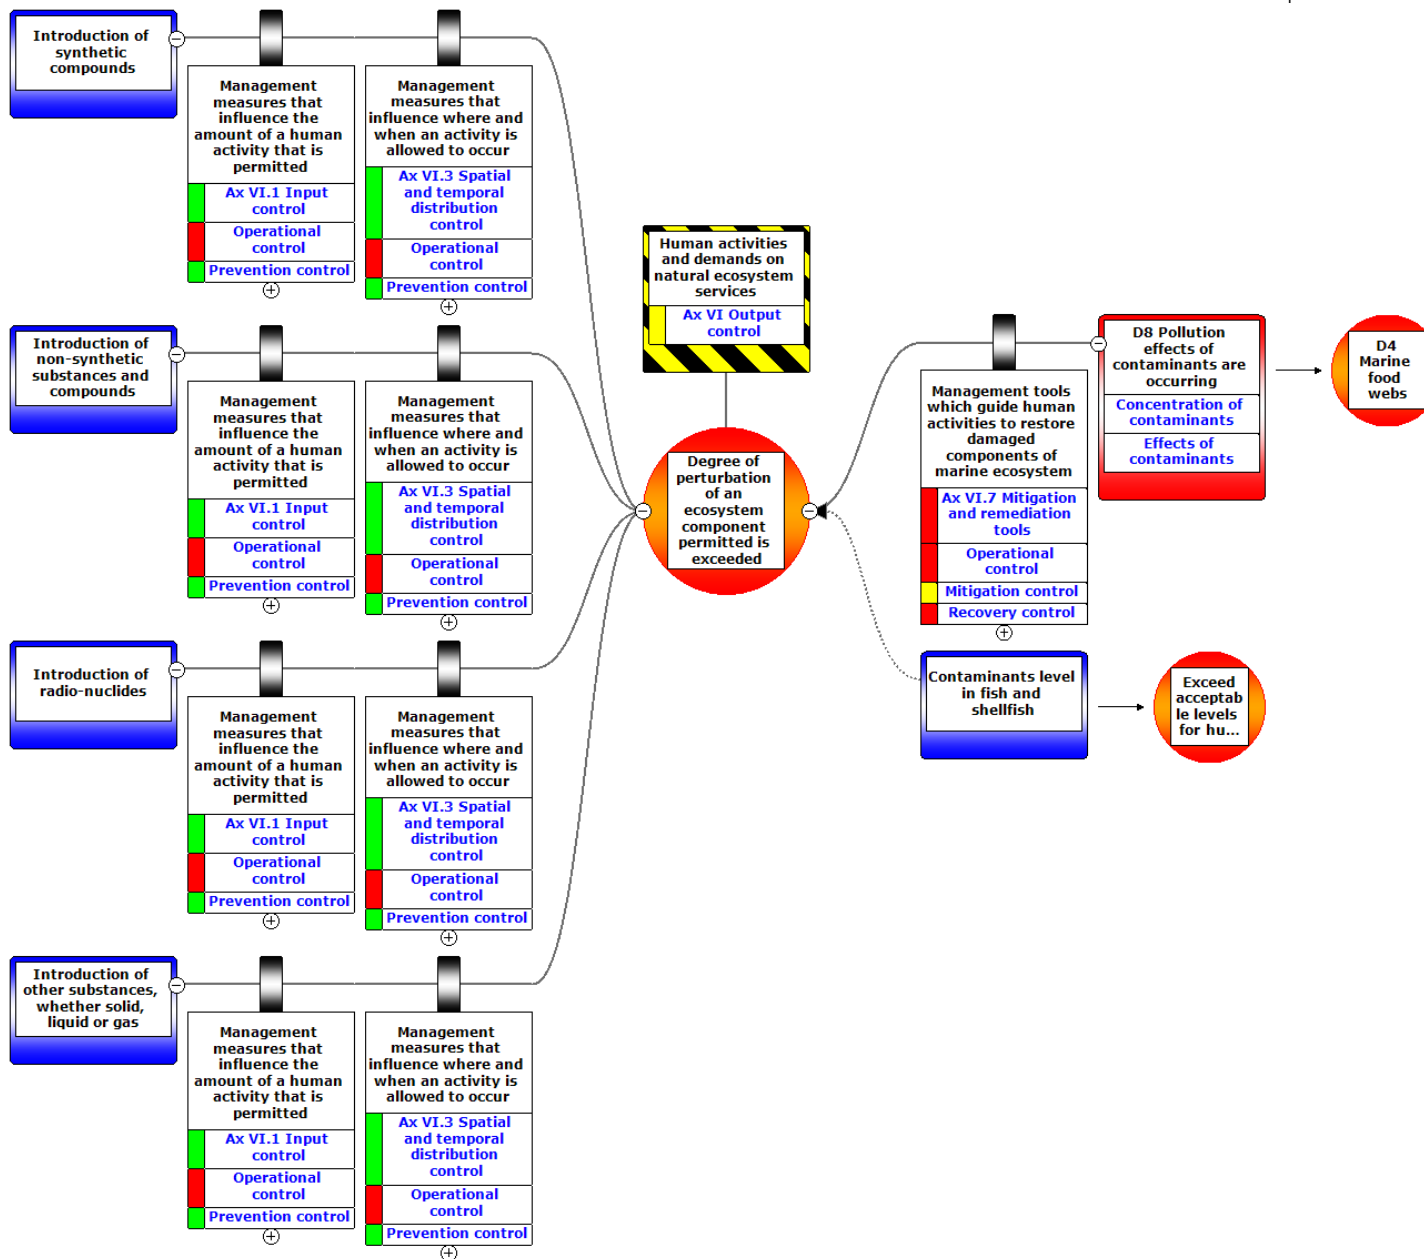 Introduction of
synthetic
compounds
Management
measures that
influence the
amount of a human
activity that is
permitted
Ax VI.1 Input
control
Operational
control
Prevention control
Management
measures that
influence where and
when an activity is
allowed to occur
Ax VI.3 Spatial
and temporal
distribution
control
Operational
control
Prevention control
Introduction of
non-synthetic
substances and
compounds
Management
measures that
influence the
amount of a human
activity that is
permitted
Ax VI.1 Input
control
Operational
control
Prevention control
Management
measures that
influence where and
when an activity is
allowed to occur
Ax VI.3 Spatial
and temporal
distribution
control
Operational
control
Prevention control
Introduction of
radio-nuclides
Management
measures that
influence the
amount of a human
activity that is
permitted
Ax VI.1 Input
control
Operational
control
Prevention control
Management
measures that
influence where and
when an activity is
allowed to occur
Ax VI.3 Spatial
and temporal
distribution
control
Operational
control
Prevention control
Introduction of
other substances,
whether solid,
liquid or gas
Management
measures that
influence the
amount of a human
activity that is
permitted
Ax VI.1 Input
control
Operational
control
Prevention control
Management
measures that
influence where and
when an activity is
allowed to occur
Ax VI.3 Spatial
and temporal
distribution
control
Operational
control
Prevention control
Human activities
and demands on
natural ecosystem
services
Ax VI Output
control
Degree of
perturbation
of an
ecosystem
component
permitted is
exceeded
Management tools
which guide human
activities to restore
damaged
components of
marine ecosystem
Ax VI.7 Mitigation
and remediation
tools
Operational
control
Mitigation control
Recovery control
D8 Pollution
effects of
contaminants are
occurring
Concentration of
contaminants
Effects of
contaminants
D4
Marine
food
webs
Contaminants level
in fish and
shellfish
Exceed
acceptab
le levels
for hu...